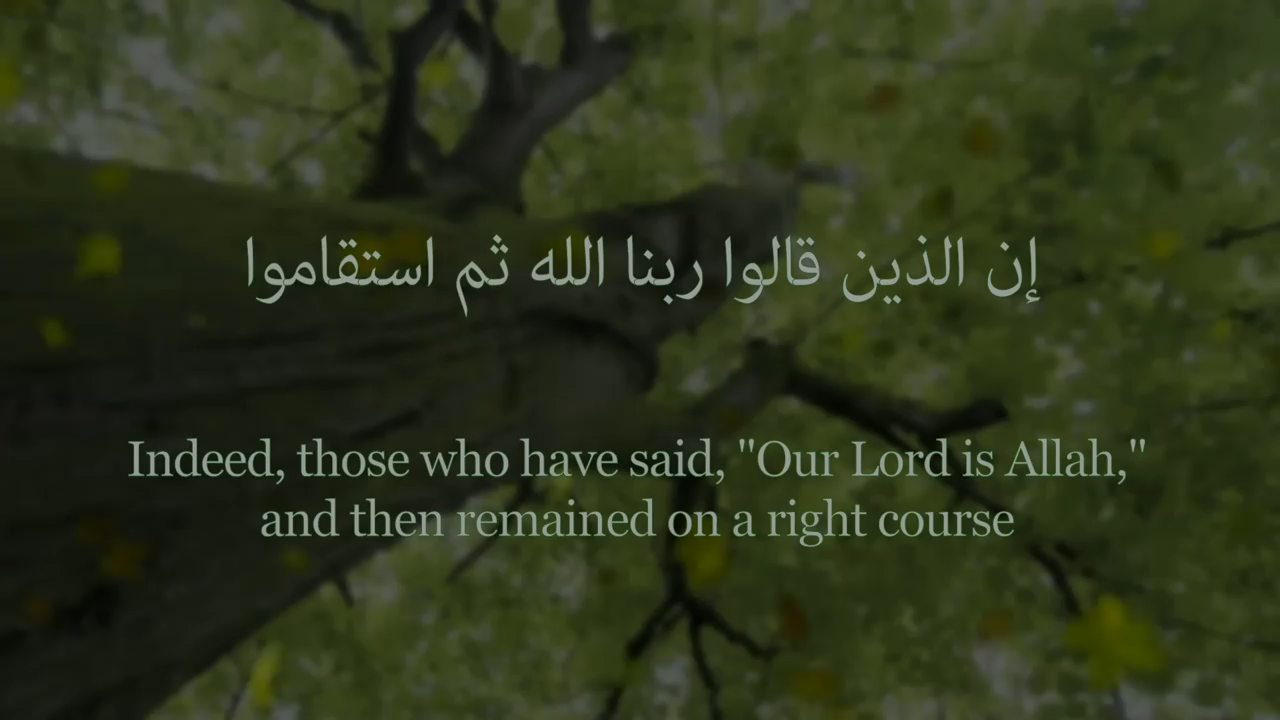 إن الذين قالوا ربنا الله ثم استقاموا
Indeed, those who have said, "Our Lord is Allah,"
and then remained on a right course